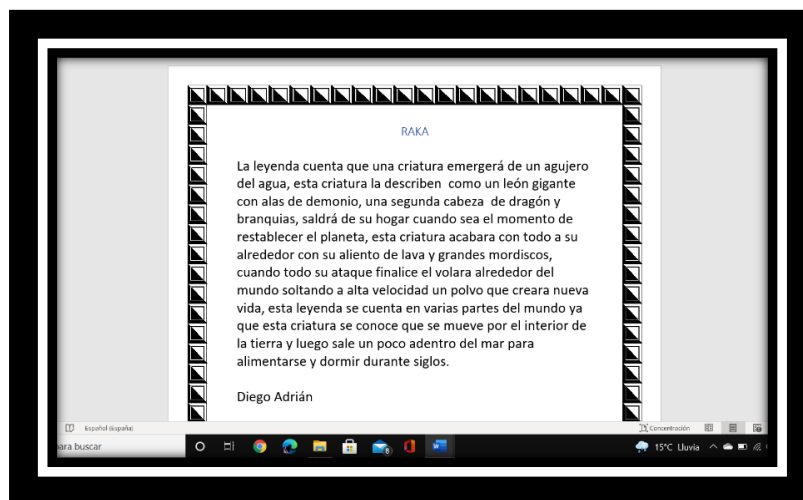 RAKA
La leyenda cuenta que una criatura emergerá de un agujero
del agua, esta criatura la describen como un león gigante
con alas de demonio, una segunda cabeza de dragón y
branquias, saldrá de su hogar cuando sea el momento de
restablecer el planeta, esta criatura acabara con todo a su
alrededor con su aliento de lava y grandes mordiscos,
cuando todo su ataque finalice el volara alrededor del
mundo soltando a alta velocidad un polvo que creara nueva
vida, esta leyenda se cuenta en varias partes del mundo ya
que esta criatura se conoce que se mueve por el interior de
la tierra y luego sale un poco adentro del mar para
alimentarse y dormir durante siglos.
Diego Adrián
Español (España) Concentración
ara buscar 15°C Lluvia